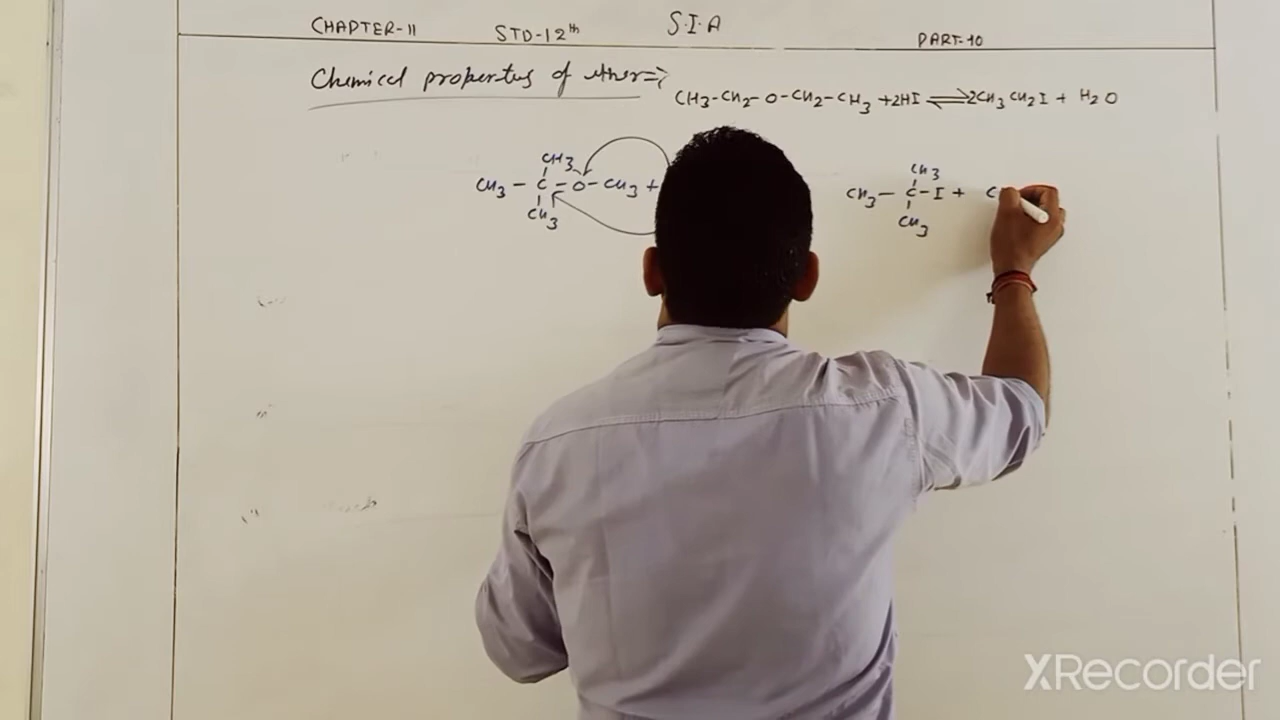 CHAPTER-11 STD-12th S.I.A PART-10
Chemical properties of ether=>
CH3-CH2-O-CH2-CH3 +2HI ⇌ 2CH3CH2I + H2O
CH3 CH3
CH3 - C - O - CH3 + CH3 - C - I + C
CH3 CH3
XRecorder